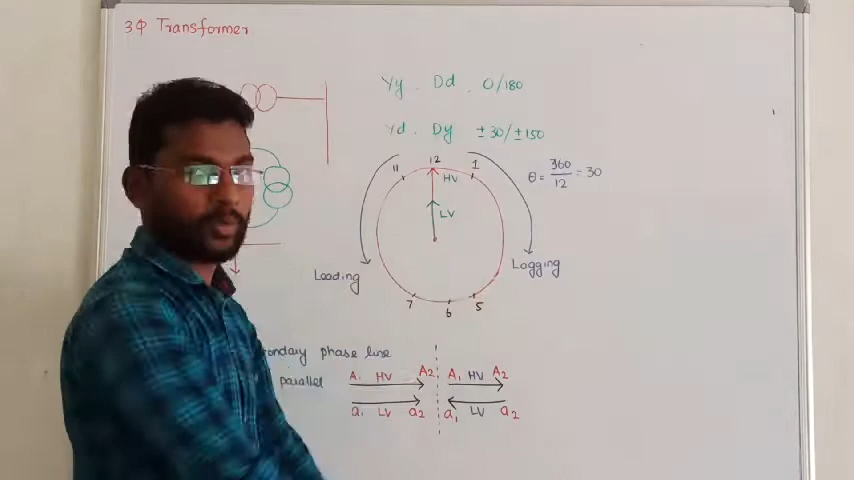 3Φ Transformer
Yy . Dd . 0/180
Yd . Dy ±30/±150
11 12 1
HV
LV
θ = 360/12 = 30
Leading
Lagging
7 6 5
phase line
parallel
A1 HV A2 A1 HV A2
a1 LV a2 a1 LV a2